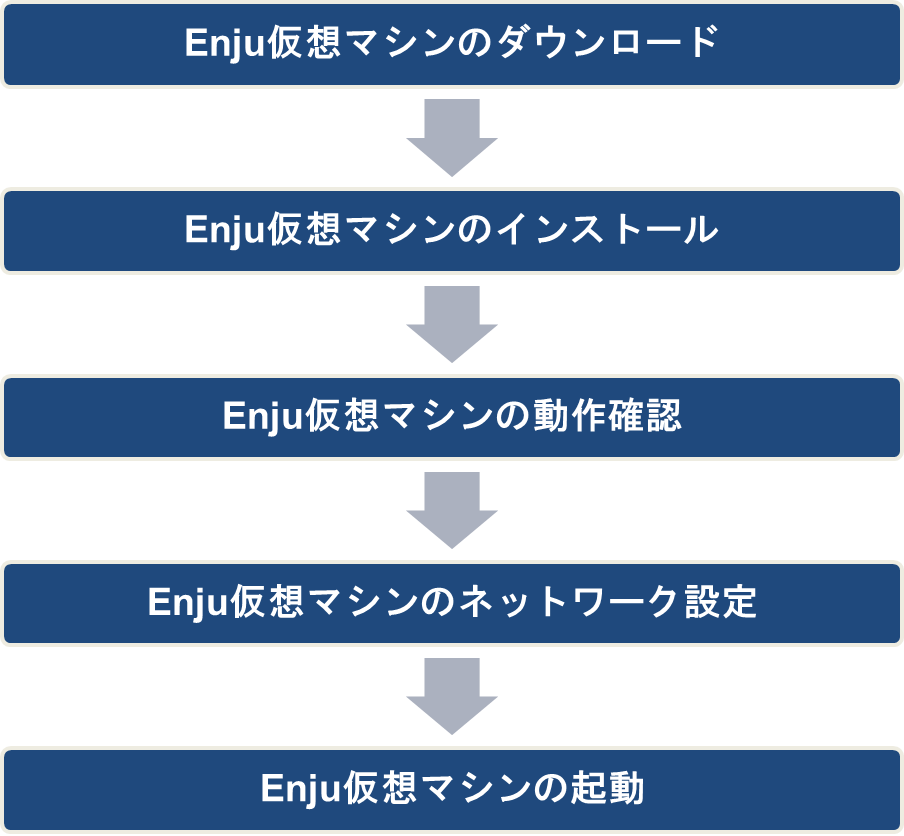 Enju仮想マシンのダウンロード
Enju仮想マシンのインストール
Enju仮想マシンの動作確認
Enju仮想マシンのネットワーク設定
Enju仮想マシンの起動